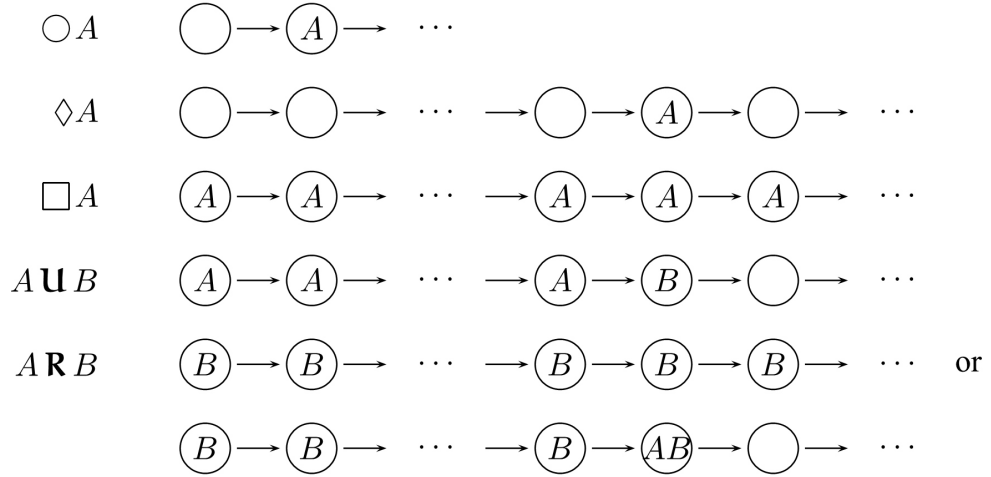 ○ A A ···
◇ A ··· A ···
□ A A A ··· A A A ···
A U B A A ··· A B ···
A R B B B ··· B B B ··· or
B B ··· B AB ···